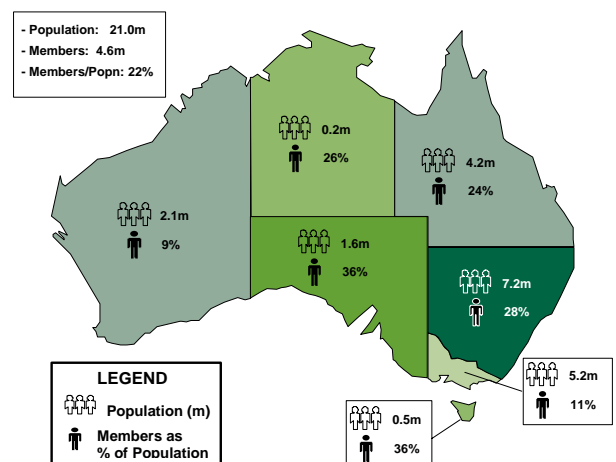 - Population: 21.0m
- Members: 4.6m
- Members/Popn: 22%
0.2m
26%
4.2m
24%
2.1m
9%
1.6m
36%
7.2m
28%
5.2m
11%
0.5m
36%
LEGEND
Population (m)
Members as
% of Population